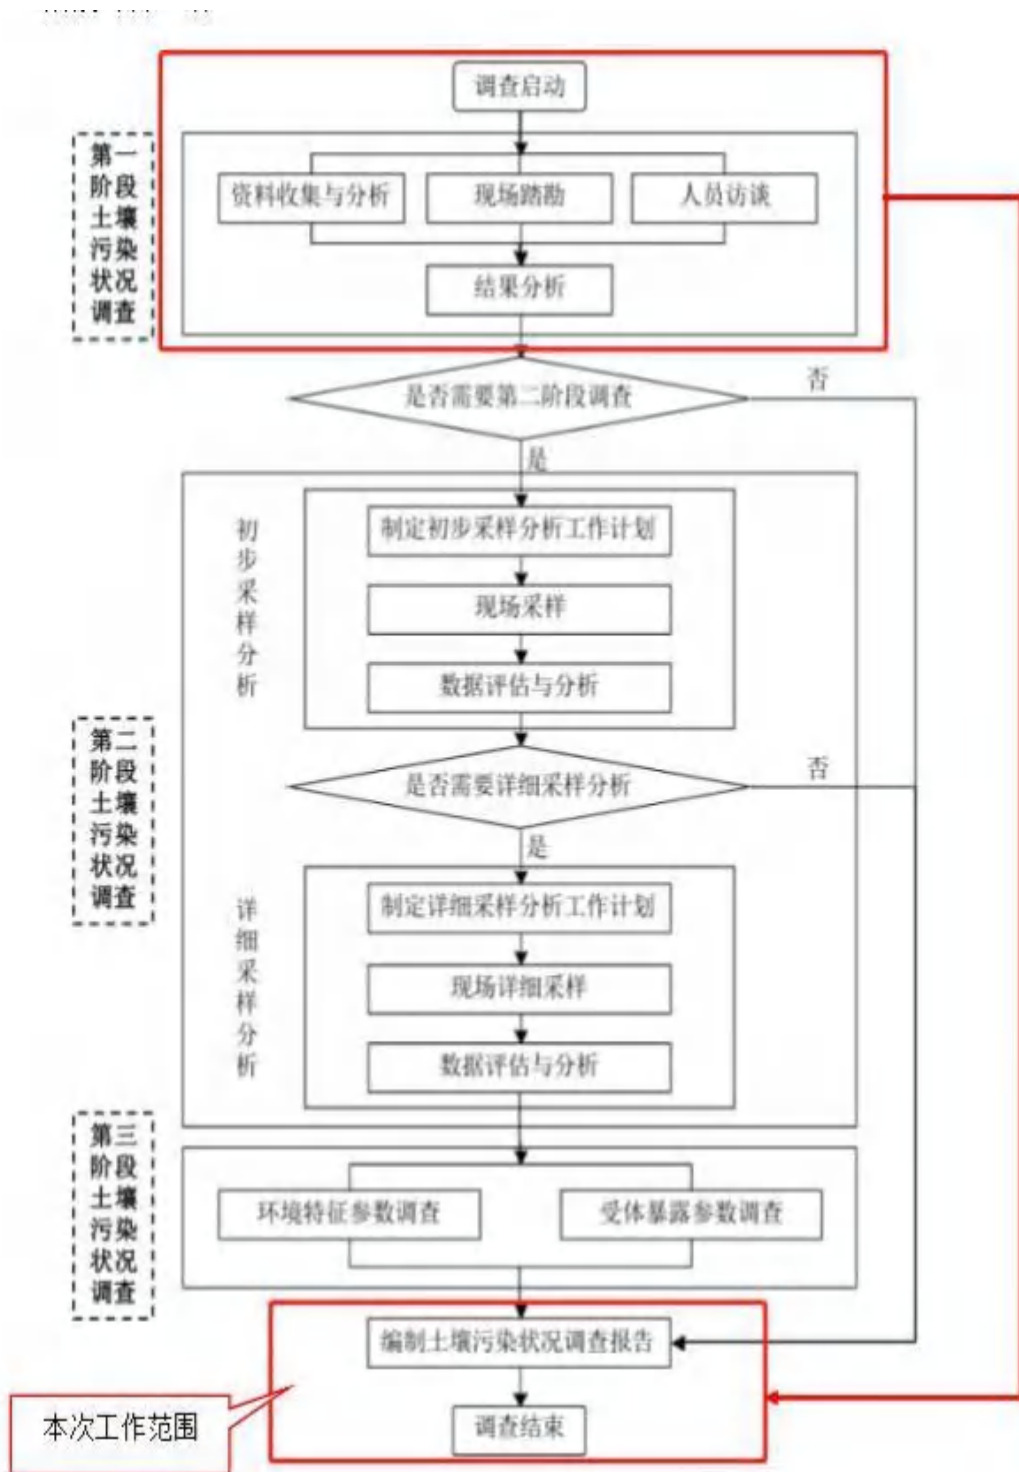 调查启动
第一
阶段
土壤
污染
状况
调查
资料收集与分析
现场踏勘
人员访谈
结果分析
是否需要第二阶段调查
否
是
初步采样分析
制定初步采样分析工作计划
现场采样
数据评估与分析
第二
阶段
土壤
污染
状况
调查
是否需要详细采样分析
否
是
详细采样分析
制定详细采样分析工作计划
现场详细采样
数据评估与分析
第三
阶段
土壤
污染
状况
调查
环境特征参数调查
受体暴露参数调查
编制土壤污染状况调查报告
本次工作范围
调查结束